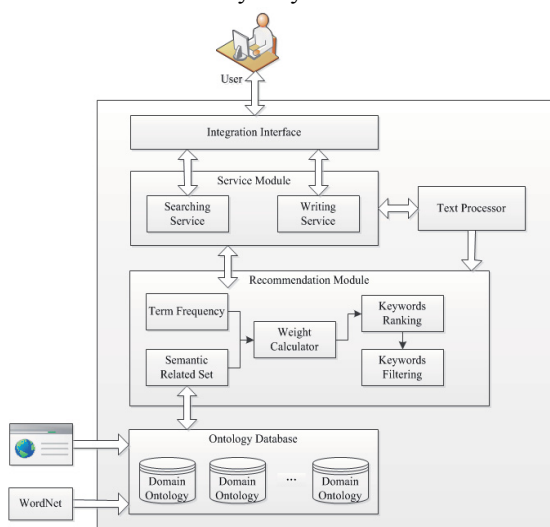 User
Integration Interface
Service Module
Searching
Service
Writing
Service
Text Processor
Recommendation Module
Term Frequency
Semantic
Related Set
Weight
Calculator
Keywords
Ranking
Keywords
Filtering
Ontology Database
Domain
Ontology
Domain
Ontology
...
Domain
Ontology
WordNet